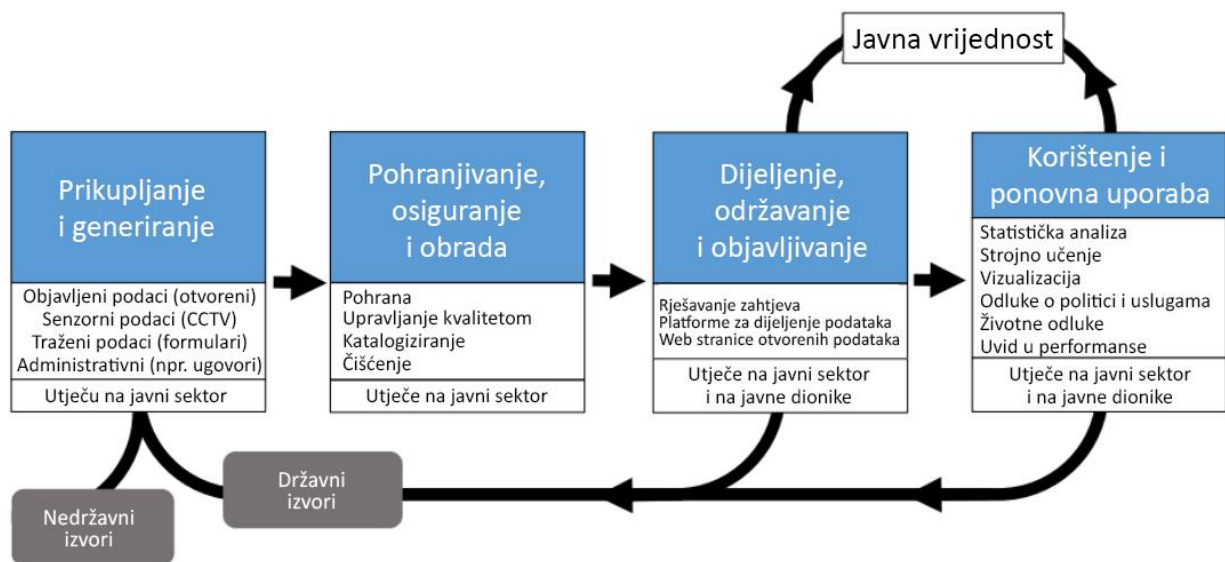 Javna vrijednost
Prikupljanje
i generiranje
Objavljeni podaci (otvoreni)
Senzorni podaci (CCTV)
Traženi podaci (formulari)
Administrativni (npr. ugovori)
Utječu na javni sektor
Pohranjivanje,
osiguranje
i obrada
Pohrana
Upravljanje kvalitetom
Katalogiziranje
Čišćenje
Utječe na javni sektor
Dijeljenje,
održavanje
i objavljivanje
Rješavanje zahtjeva
Platforme za dijeljenje podataka
Web stranice otvorenih podataka
Utječe na javni sektor
i na javne dionike
Korištenje i
ponovna uporaba
Statistička analiza
Strojno učenje
Vizualizacija
Odluke o politici i uslugama
Životne odluke
Uvid u performanse
Utječe na javni sektor
i na javne dionike
Državni
izvori
Nedržavni
izvori